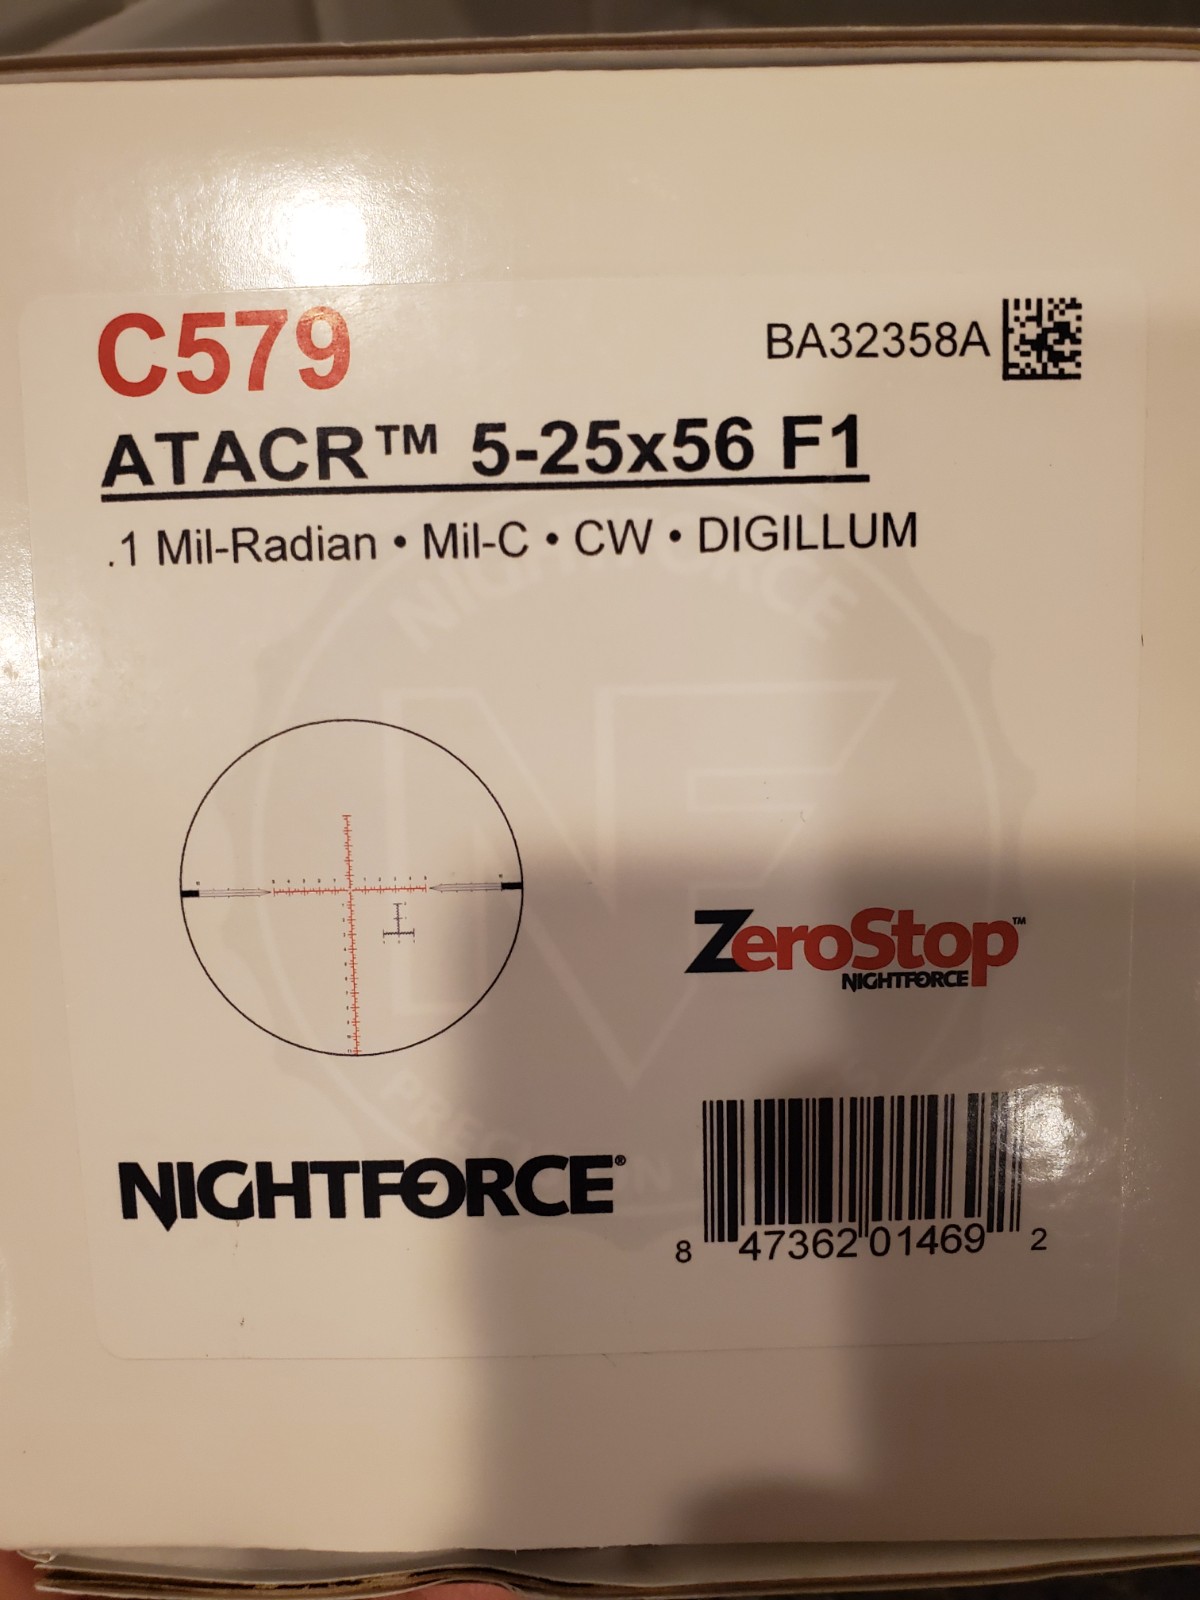 C579
BA32358A
ATACR™ 5-25x56 F1
.1 Mil-Radian • Mil-C • CW • DIGILLUM
NIGHTFORCE
ZeroStop™
NIGHTFORCE
NIGHTFORCE®
8 47362 01469 2